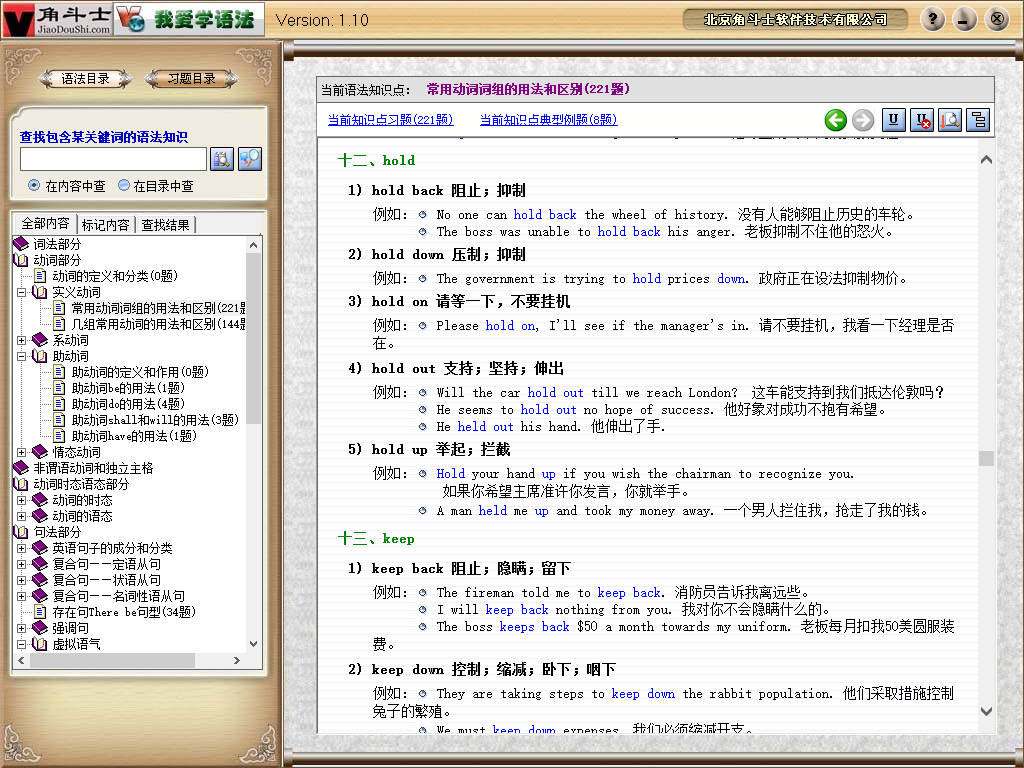 角斗士
JiaoDouShi.com
我爱学语法
Version: 1.10
北京角斗士软件技术有限公司
语法目录
习题目录
查找包含某关键词的语法知识
在内容中查
在目录中查
全部内容 标记内容 查找结果
词法部分
动词部分
动词的定义和分类(0题)
实义动词
常用动词词组的用法和区别(221题
几组常用动词的用法和区别(144题
系动词
助动词
助动词的定义和作用(0题)
助动词be的用法(1题)
助动词do的用法(4题)
助动词shall和will的用法(3题)
助动词have的用法(1题)
情态动词
非谓语动词和独立主格
动词时态语态部分
动词的时态
动词的语态
句法部分
英语句子的成分和分类
复合句——定语从句
复合句——状语从句
复合句——名词性语从句
存在句There be句型(34题)
强调句
虚拟语气
当前语法知识点： 常用动词词组的用法和区别(221题)
当前知识点习题(221题) 当前知识点典型例题(8题)
十二、hold
1) hold back 阻止；抑制
例如： No one can hold back the wheel of history. 没有人能够阻止历史的车轮。
The boss was unable to hold back his anger. 老板抑制不住他的怒火。
2) hold down 压制；抑制
例如： The government is trying to hold prices down. 政府正在设法抑制物价。
3) hold on 请等一下，不要挂机
例如： Please hold on, I'll see if the manager's in. 请不要挂机，我看一下经理是否
在。
4) hold out 支持；坚持；伸出
例如： Will the car hold out till we reach London? 这车能支持到我们抵达伦敦吗？
He seems to hold out no hope of success. 他好象对成功不抱有希望。
He held out his hand. 他伸出了手.
5) hold up 举起；拦截
例如： Hold your hand up if you wish the chairman to recognize you.
如果你希望主席准许你发言，你就举手。
A man held me up and took my money away. 一个男人拦住我，抢走了我的钱。
十三、keep
1) keep back 阻止；隐瞒；留下
例如： The fireman told me to keep back. 消防员告诉我离远些。
I will keep back nothing from you. 我对你不会隐瞒什么的。
The boss keeps back $50 a month towards my uniform. 老板每月扣我50美圆服装
费。
2) keep down 控制；缩减；卧下；咽下
例如： They are taking steps to keep down the rabbit population. 他们采取措施控制
兔子的繁殖。
We must keep down expenses. 我们必须缩减开支。